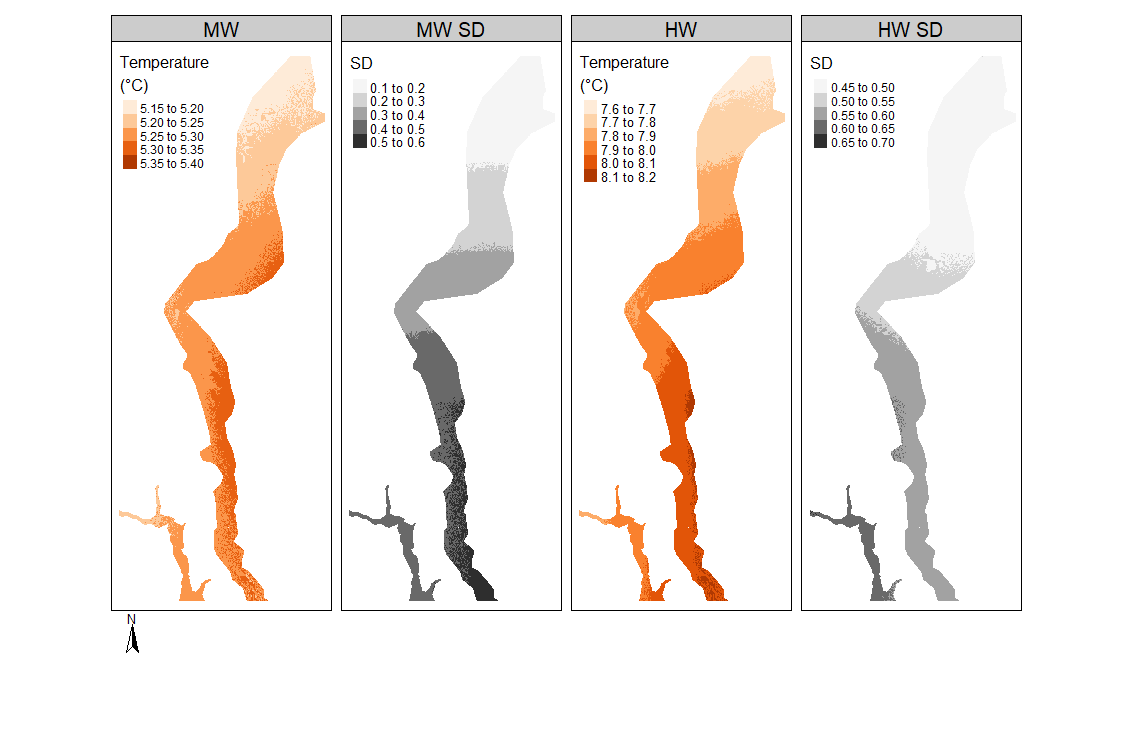 MW
Temperature
(°C)
5.15 to 5.20
5.20 to 5.25
5.25 to 5.30
5.30 to 5.35
5.35 to 5.40
MW SD
SD
0.1 to 0.2
0.2 to 0.3
0.3 to 0.4
0.4 to 0.5
0.5 to 0.6
HW
Temperature
(°C)
7.6 to 7.7
7.7 to 7.8
7.8 to 7.9
7.9 to 8.0
8.0 to 8.1
8.1 to 8.2
HW SD
SD
0.45 to 0.50
0.50 to 0.55
0.55 to 0.60
0.60 to 0.65
0.65 to 0.70
N